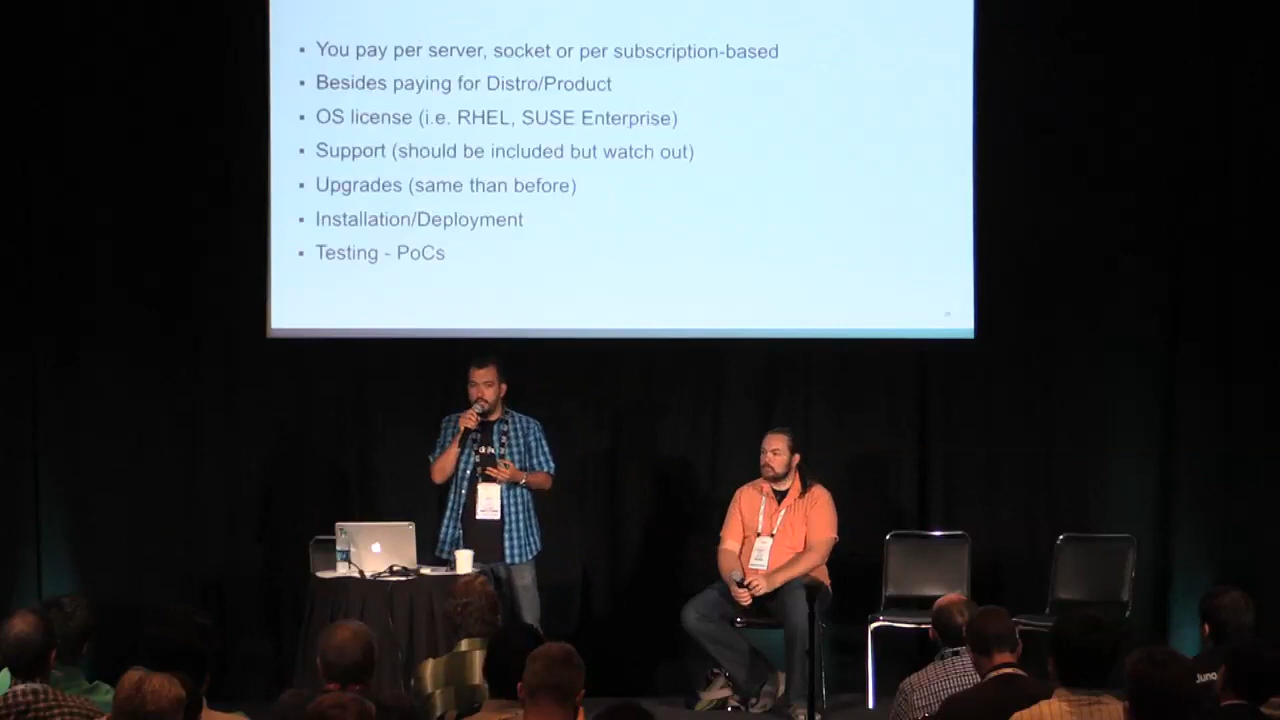 You pay per server, socket or per subscription-based
Besides paying for Distro/Product
OS license (i.e. RHEL, SUSE Enterprise)
Support (should be included but watch out)
Upgrades (same than before)
Installation/Deployment
Testing - PoCs
Juno